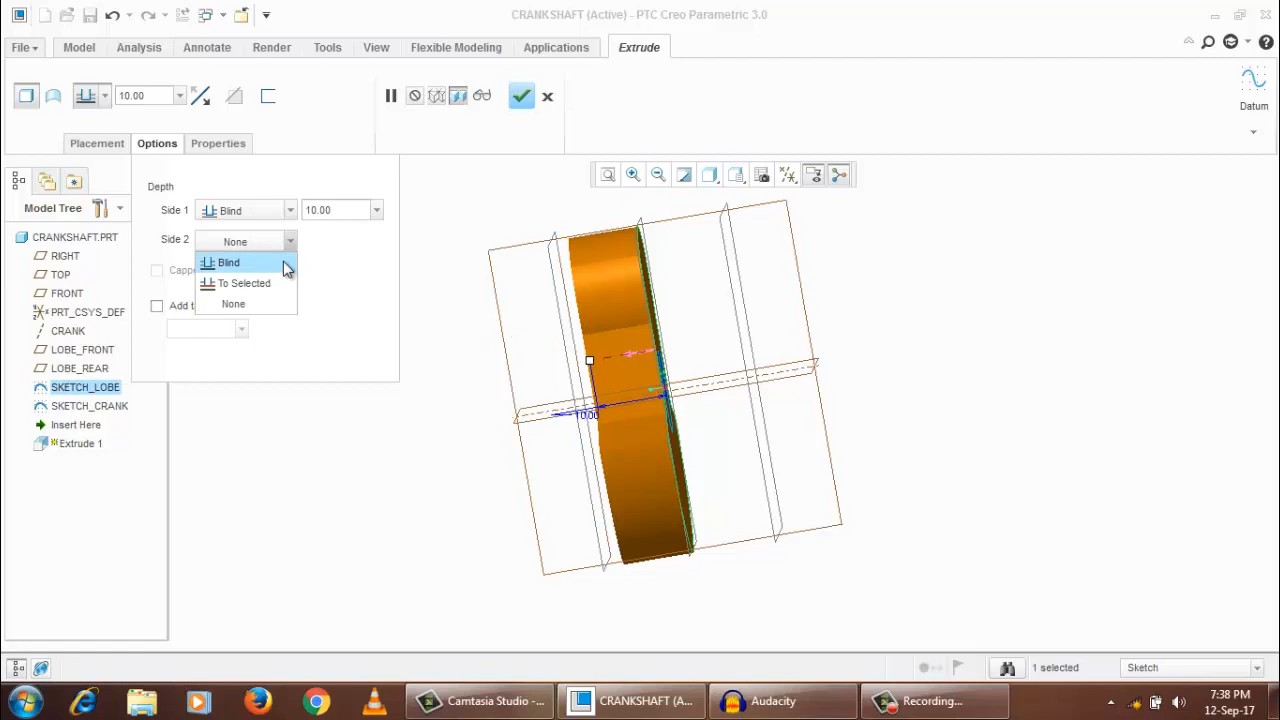 CRANKSHAFT (Active) - PTC Creo Parametric 3.0
File Model Analysis Annotate Render Tools View Flexible Modeling Applications Extrude
10.00
Datum
Placement Options Properties
Depth
Side 1 Blind 10.00
Side 2 None
Blind
To Selected
None
Cappe
Add t
Model Tree
CRANKSHAFT.PRT
RIGHT
TOP
FRONT
PRT_CSYS_DEF
CRANK
LOBE_FRONT
LOBE_REAR
SKETCH_LOBE
SKETCH_CRANK
Insert Here
Extrude 1
10.00
1 selected Sketch
Camtasia Studio - ... CRANKSHAFT (A... Audacity Recording...
7:38 PM
12-Sep-17